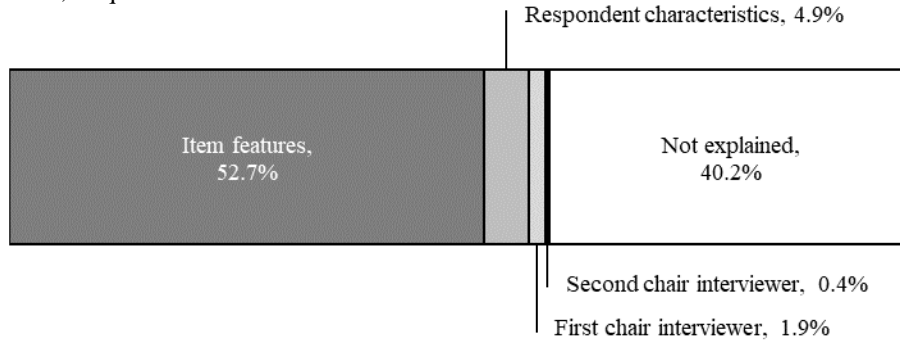 Respondent characteristics, 4.9%
Item features,
52.7%
Not explained,
40.2%
Second chair interviewer, 0.4%
First chair interviewer, 1.9%